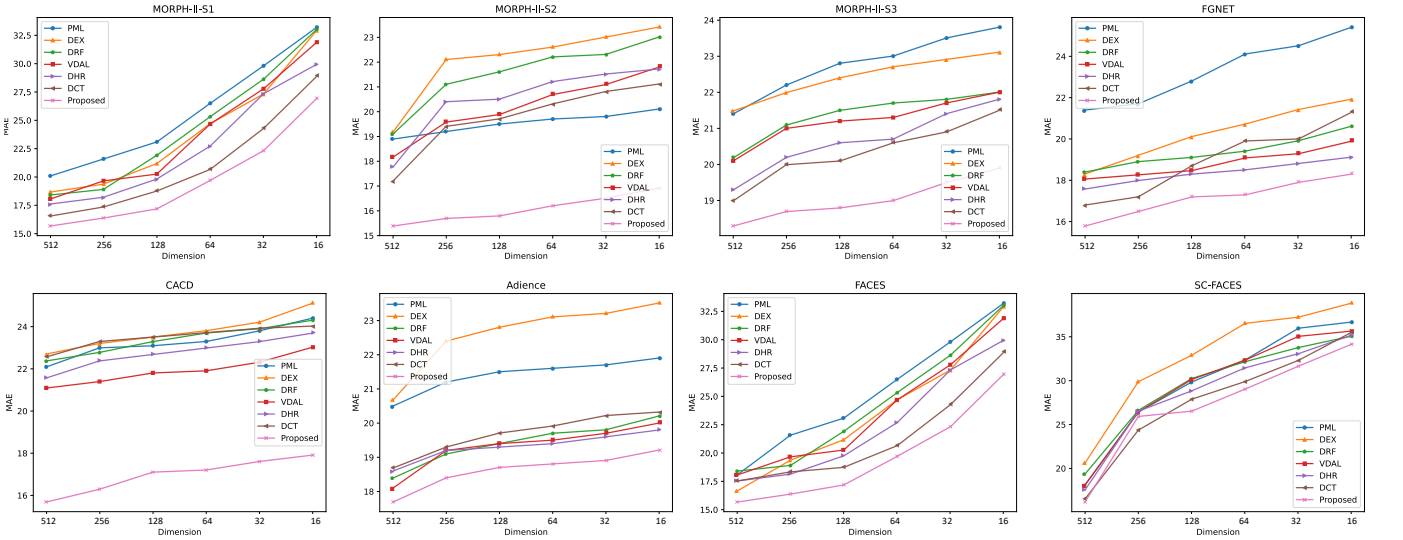 MORPH-II-S1
32.5
30.0
27.5
25.0
22.5
20.0
17.5
15.0
MAE
PML
DEX
DRF
VDAL
DHR
DCT
Proposed
512 256 128 64 32 16
Dimension
MORPH-II-S2
23
22
21
20
19
18
17
16
15
MAE
PML
DEX
DRF
VDAL
DHR
DCT
Proposed
512 256 128 64 32 16
Dimension
MORPH-II-S3
24
23
22
21
20
19
MAE
PML
DEX
DRF
VDAL
DHR
DCT
Proposed
512 256 128 64 32 16
Dimension
FGNET
24
22
20
18
16
MAE
PML
DEX
DRF
VDAL
DHR
DCT
Proposed
512 256 128 64 32 16
Dimension
CACD
24
22
20
18
16
MAE
PML
DEX
DRF
VDAL
DHR
DCT
Proposed
512 256 128 64 32 16
Dimension
Adience
23
22
21
20
19
18
MAE
PML
DEX
DRF
VDAL
DHR
DCT
Proposed
512 256 128 64 32 16
Dimension
FACES
32.5
30.0
27.5
25.0
22.5
20.0
17.5
15.0
MAE
PML
DEX
DRF
VDAL
DHR
DCT
Proposed
512 256 128 64 32 16
Dimension
SC-FACES
35
30
25
20
MAE
PML
DEX
DRF
VDAL
DHR
DCT
Proposed
512 256 128 64 32 16
Dimension